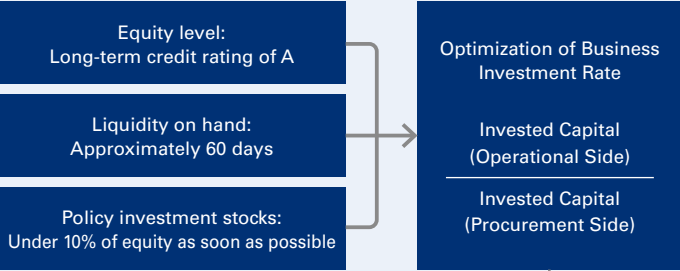 Equity level:
Long-term credit rating of A
Liquidity on hand:
Approximately 60 days
Policy investment stocks:
Under 10% of equity as soon as possible
Optimization of Business
Investment Rate
Invested Capital
(Operational Side)
Invested Capital
(Procurement Side)